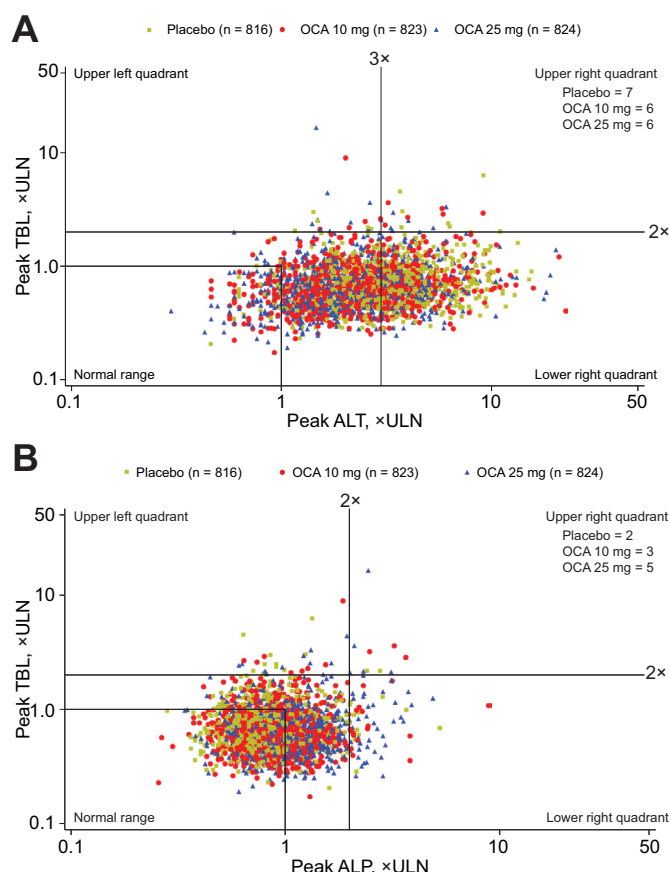 A
Placebo (n = 816) OCA 10 mg (n = 823) OCA 25 mg (n = 824)
3×
50
Upper left quadrant
Upper right quadrant
Placebo = 7
OCA 10 mg = 6
OCA 25 mg = 6
10
2×
1.0
Peak TBL, ×ULN
Normal range
Lower right quadrant
0.1
0.1 1 10 50
Peak ALT, ×ULN
B
Placebo (n = 816) OCA 10 mg (n = 823) OCA 25 mg (n = 824)
2×
50
Upper left quadrant
Upper right quadrant
Placebo = 2
OCA 10 mg = 3
OCA 25 mg = 5
10
2×
1.0
Peak TBL, ×ULN
Normal range
Lower right quadrant
0.1
0.1 1 10 50
Peak ALP, ×ULN